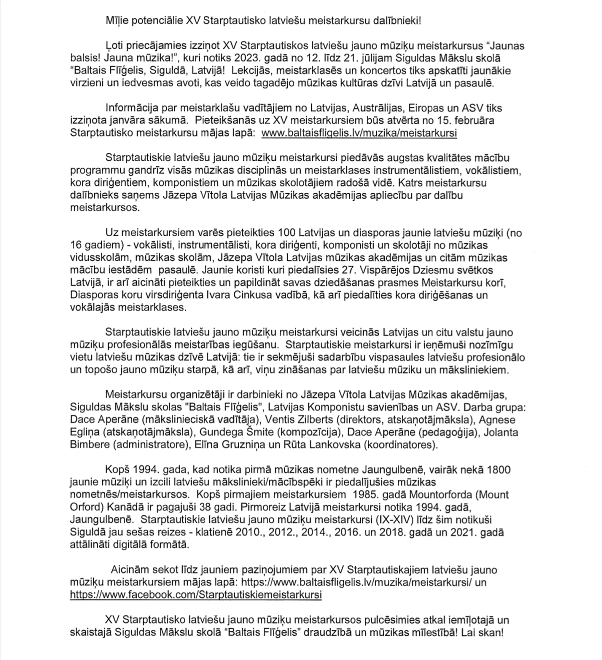 Mīļie potenciālie XV Starptautisko latviešu meistarkursu dalībnieki!
Ļoti priecājamies izziņot XV Starptautiskos latviešu jauno mūziķu meistarkursus "Jaunas
balsis! Jauna mūzika!", kuri notiks 2023. gadā no 12. līdz 21. jūlijam Siguldas Mākslu skolā
"Baltais Flīģelis, Siguldā, Latvijā! Lekcijās, meistarklasēs un koncertos tiks apskatīti jaunākie
virzieni un iedvesmas avoti, kas veido tagadējo mūzikas kultūras dzīvi Latvijā un pasaulē.
Informācija par meistarklašu vadītājiem no Latvijas, Austrālijas, Eiropas un ASV tiks
izziņota janvāra sākumā. Pieteikšanās uz XV meistarkursiem būs atvērta no 15. februāra
Starptautisko meistarkursu mājas lapā: www.baltaisfligelis.lv/muzika/meistarkursi
Starptautiskie latviešu jauno mūziķu meistarkursi piedāvās augstas kvalitātes mācību
programmu gandrīz visās mūzikas disciplīnās un meistarklases instrumentālistiem, vokālistiem,
kora diriģentiem, komponistiem un mūzikas skolotājiem radošā vidē. Katrs meistarkursu
dalībnieks saņems Jāzepa Vītola Latvijas Mūzikas akadēmijas apliecību par dalību
meistarkursos.
Uz meistarkursiem varēs pieteikties 100 Latvijas un diasporas jaunie latviešu mūziķi (no
16 gadiem) - vokālisti, instrumentālisti, kora diriģenti, komponisti un skolotāji no mūzikas
vidusskolām, mūzikas skolām, Jāzepa Vītola Latvijas mūzikas akadēmijas un citām mūzikas
mācību iestādēm pasaulē. Jaunie koristi kuri piedalīsies 27. Vispārējos Dziesmu svētkos
Latvijā, ir arī aicināti pieteikties un papildināt savas dziedāšanas prasmes Meistarkursu korī,
Diasporas koru virsdiriģenta Ivara Cinkusa vadībā, kā arī piedalīties kora diriģēšanas un
vokālajās meistarklases.
Starptautiskie latviešu jauno mūziķu meistarkursi veicinās Latvijas un citu valstu jauno
mūziķu profesionālās meistarības iegūšanu. Starptautiskie meistarkursi ir ieņēmuši nozīmīgu
vietu latviešu mūzikas dzīvē Latvijā: tie ir sekmējuši sadarbību vispasaules latviešu profesionālo
un topošo jauno mūziķu starpā, kā arī, viņu zināšanas par latviešu mūziku un māksliniekiem.
Meistarkursu organizētāji ir darbinieki no Jāzepa Vītola Latvijas Mūzikas akadēmijas,
Siguldas Mākslu skolas "Baltais Flīģelis", Latvijas Komponistu savienības un ASV. Darba grupa:
Dace Aperāne (mākslinieciskā vadītāja), Ventis Zilberts (direktors, atskaņotājmāksla), Agnese
Egliņa (atskaņotājmāksla), Gundega Šmite (kompozīcija), Dace Aperāne (pedagoģija), Jolanta
Bimbere (administratore), Elīna Gruzniņa un Rūta Lankovska (koordinatores).
Kopš 1994. gada, kad notika pirmā mūzikas nometne Jaungulbenē, vairāk nekā 1800
jaunie mūziķi un izcili latviešu mākslinieki/mācībspēki ir piedalījušies mūzikas
nometnēs/meistarkursos. Kopš pirmajiem meistarkursiem 1985. gadā Mountorforda (Mount
Orford) Kanādā ir pagajuši 38 gadi. Pirmoreiz Latvijā meistarkursi notika 1994. gadā,
Jaungulbenē. Starptautiskie latviešu jauno mūziķu meistarkursi (IX-XIV) līdz šim notikuši
Siguldā jau sešas reizes - klatienē 2010., 2012., 2014., 2016. un 2018. gadā un 2021. gadā
attālināti digitālā formātā.
Aicinām sekot līdz jauniem paziņojumiem par XV Starptautiskajiem latviešu jauno
mūziķu meistarkursiem mājas lapā: https://www.baltaisfligelis.lv/muzika/meistarkursi/ un
https://www.facebook.com/Starptautiskiemeistarkursi
XV Starptautisko latviešu jauno mūziķu meistarkursos pulcēsimies atkal iemīļotajā un
skaistajā Siguldas Mākslu skolā "Baltais Flīģelis" draudzībā un mūzikas mīlestībā! Lai skan!